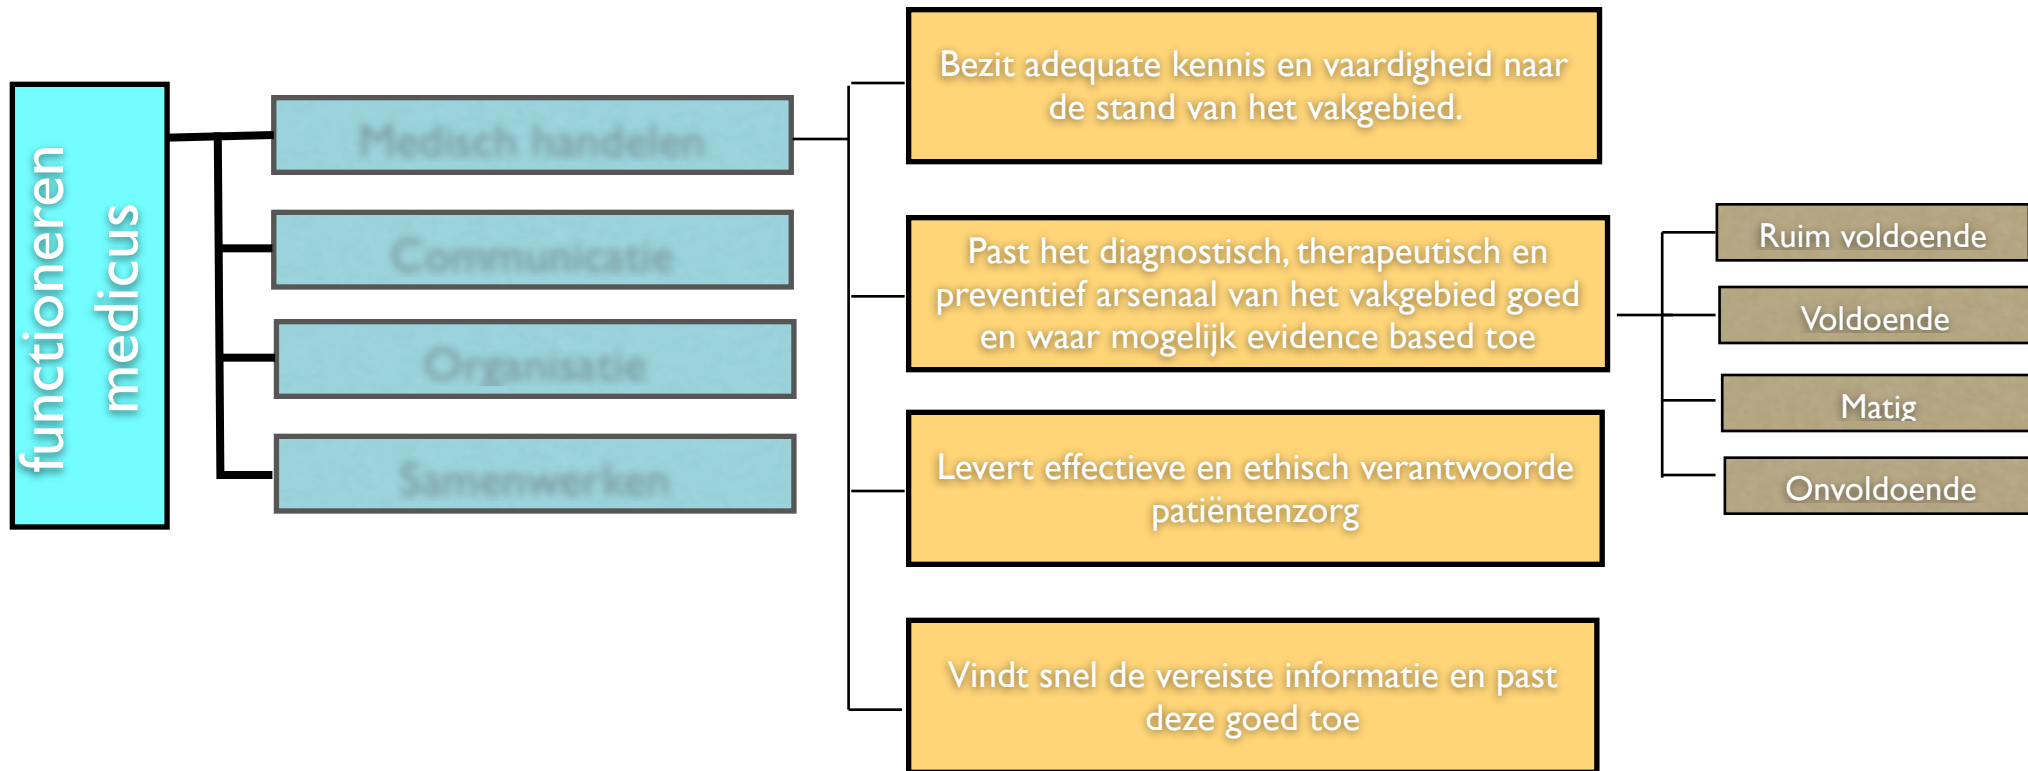 functioneren
medicus
Medisch handelen
Communicatie
Organisatie
Samenwerken
Bezit adequate kennis en vaardigheid naar
de stand van het vakgebied.
Past het diagnostisch, therapeutisch en
preventief arsenaal van het vakgebied goed
en waar mogelijk evidence based toe
Levert effectieve en ethisch verantwoorde
patiëntenzorg
Vindt snel de vereiste informatie en past
deze goed toe
Ruim voldoende
Voldoende
Matig
Onvoldoende